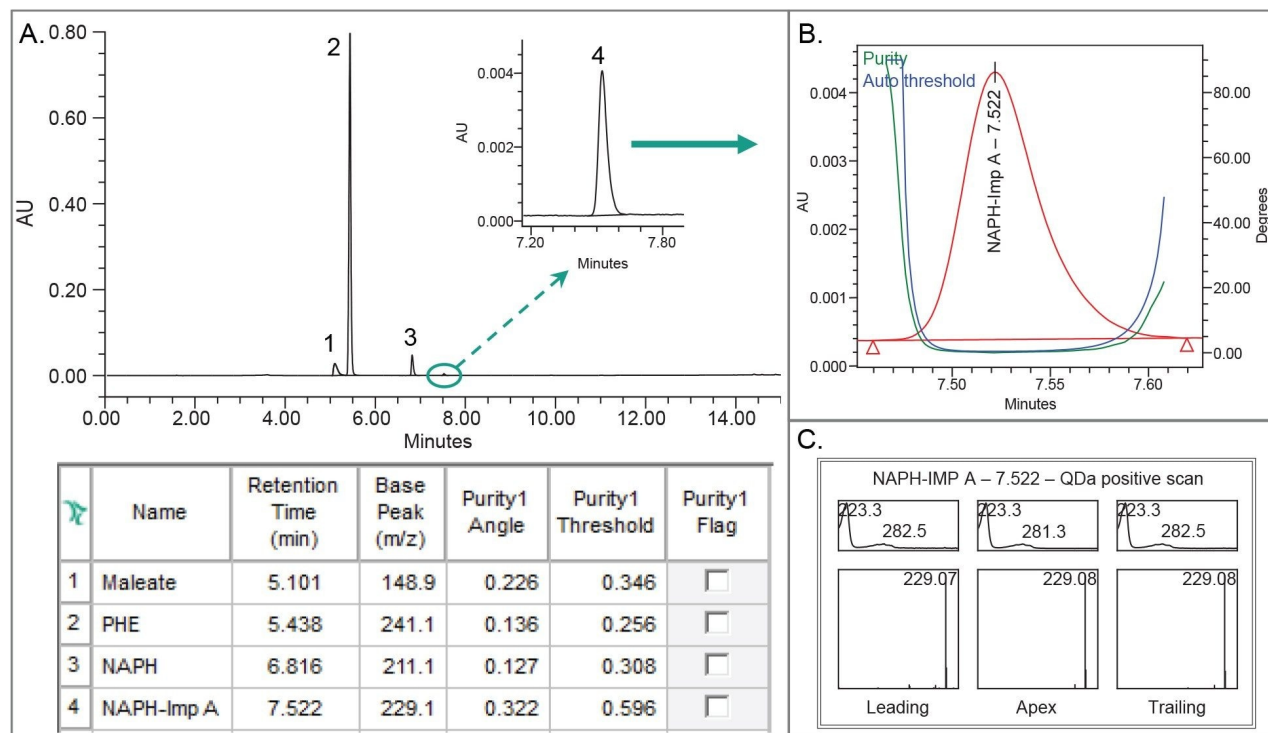 A.
0.80
0.60
0.40
0.20
0.00
AU
1
2
3
0.00 2.00 4.00 6.00 8.00 10.00 12.00 14.00
Minutes
4
0.004
0.002
0.000
AU
7.20 7.80
Minutes
Name Retention Time (min) Base Peak (m/z) Purity1 Angle Purity1 Threshold Purity1 Flag
1 Maleate 5.101 148.9 0.226 0.346
2 PHE 5.438 241.1 0.136 0.256
3 NAPH 6.816 211.1 0.127 0.308
4 NAPH-Imp A 7.522 229.1 0.322 0.596
B.
Purity
Auto threshold
NAPH-Imp A – 7.522
0.004
0.003
0.002
0.001
0.000
AU
80.00
60.00
40.00
20.00
0.00
Degrees
7.50 7.55 7.60
Minutes
C.
NAPH-IMP A – 7.522 – QDa positive scan
223.3 223.3 223.3
282.5 281.3 282.5
229.07 229.08 229.08
Leading Apex Trailing